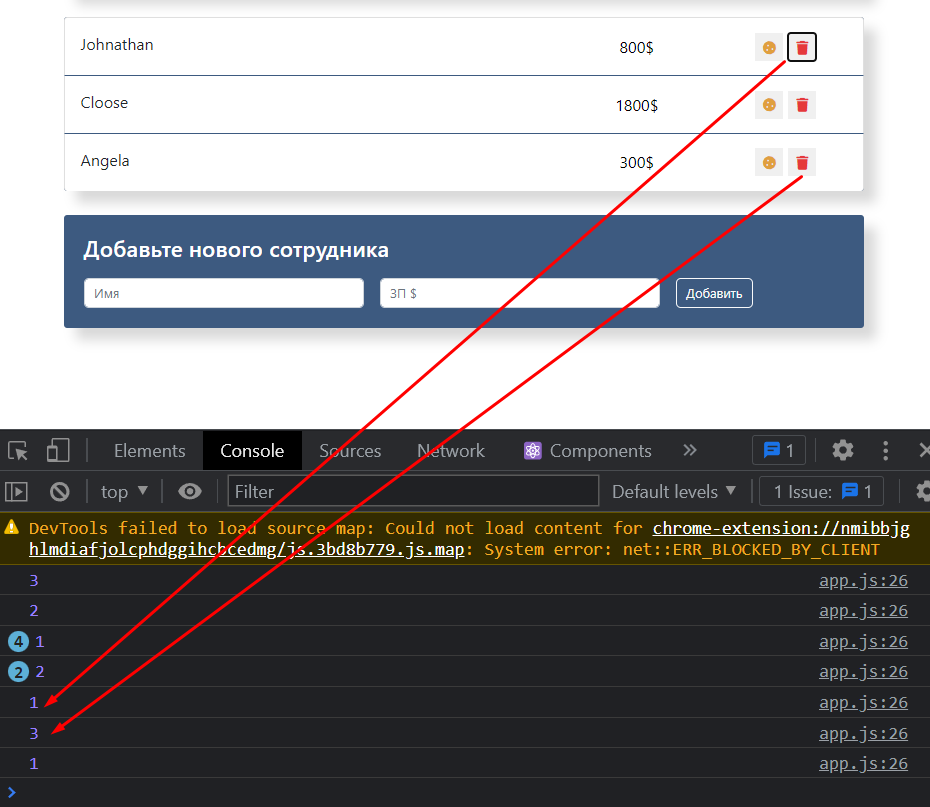 Johnathan 800$
Cloose 1800$
Angela 300$
Добавьте нового сотрудника
Имя ЗП $ Добавить
Elements Console Sources Network Components 1
top Filter Default levels 1 Issue: 1
DevTools failed to load source map: Could not load content for chrome-extension://nmibbjg
hlmdiafjolcphdggihcbcedmg/js.3bd8b779.js.map: System error: net::ERR_BLOCKED_BY_CLIENT
3 app.js:26
2 app.js:26
4 1 app.js:26
2 2 app.js:26
1 app.js:26
3 app.js:26
1 app.js:26